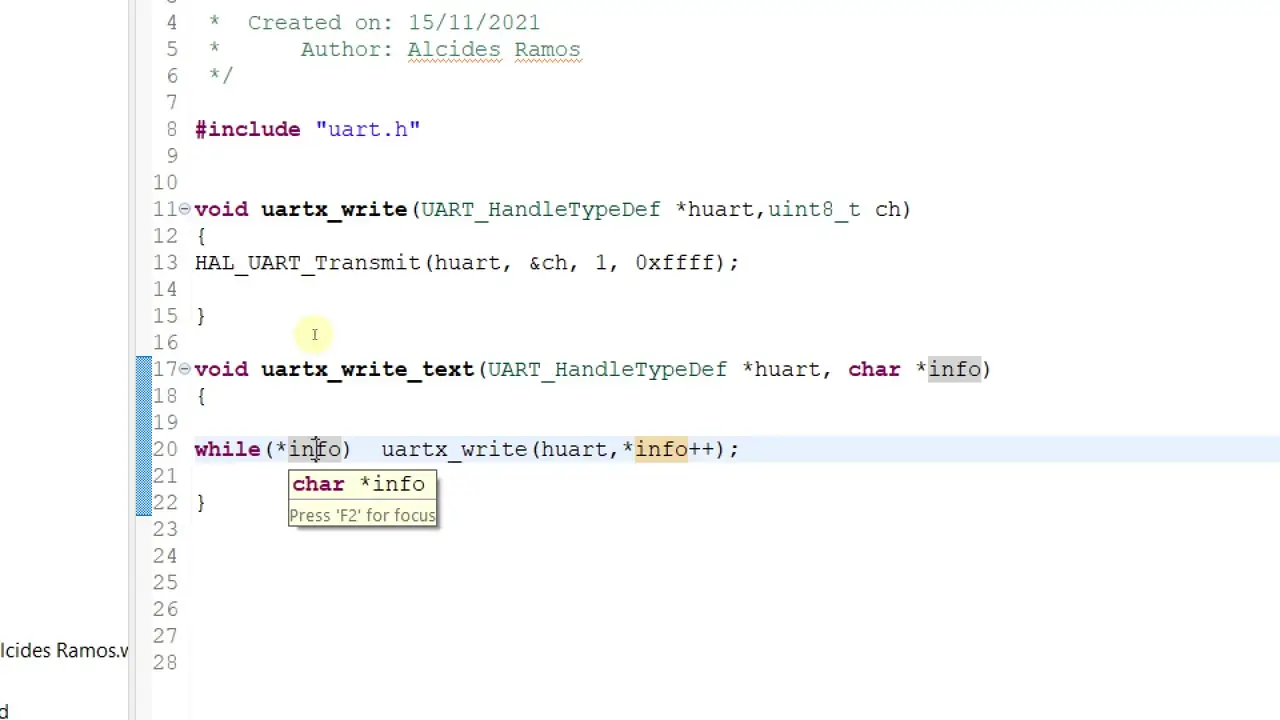 4 * Created on: 15/11/2021
5 * Author: Alcides Ramos
6 */
7
8 #include "uart.h"
9
10
11 void uartx_write(UART_HandleTypeDef *huart,uint8_t ch)
12 {
13 HAL_UART_Transmit(huart, &ch, 1, 0xffff);
14
15 }
16
17 void uartx_write_text(UART_HandleTypeDef *huart, char *info)
18 {
19
20 while(*info) uartx_write(huart,*info++);
21
char *info
22 }
Press 'F2' for focus
23
24
25
26
27
28
lcides Ramos.w
d